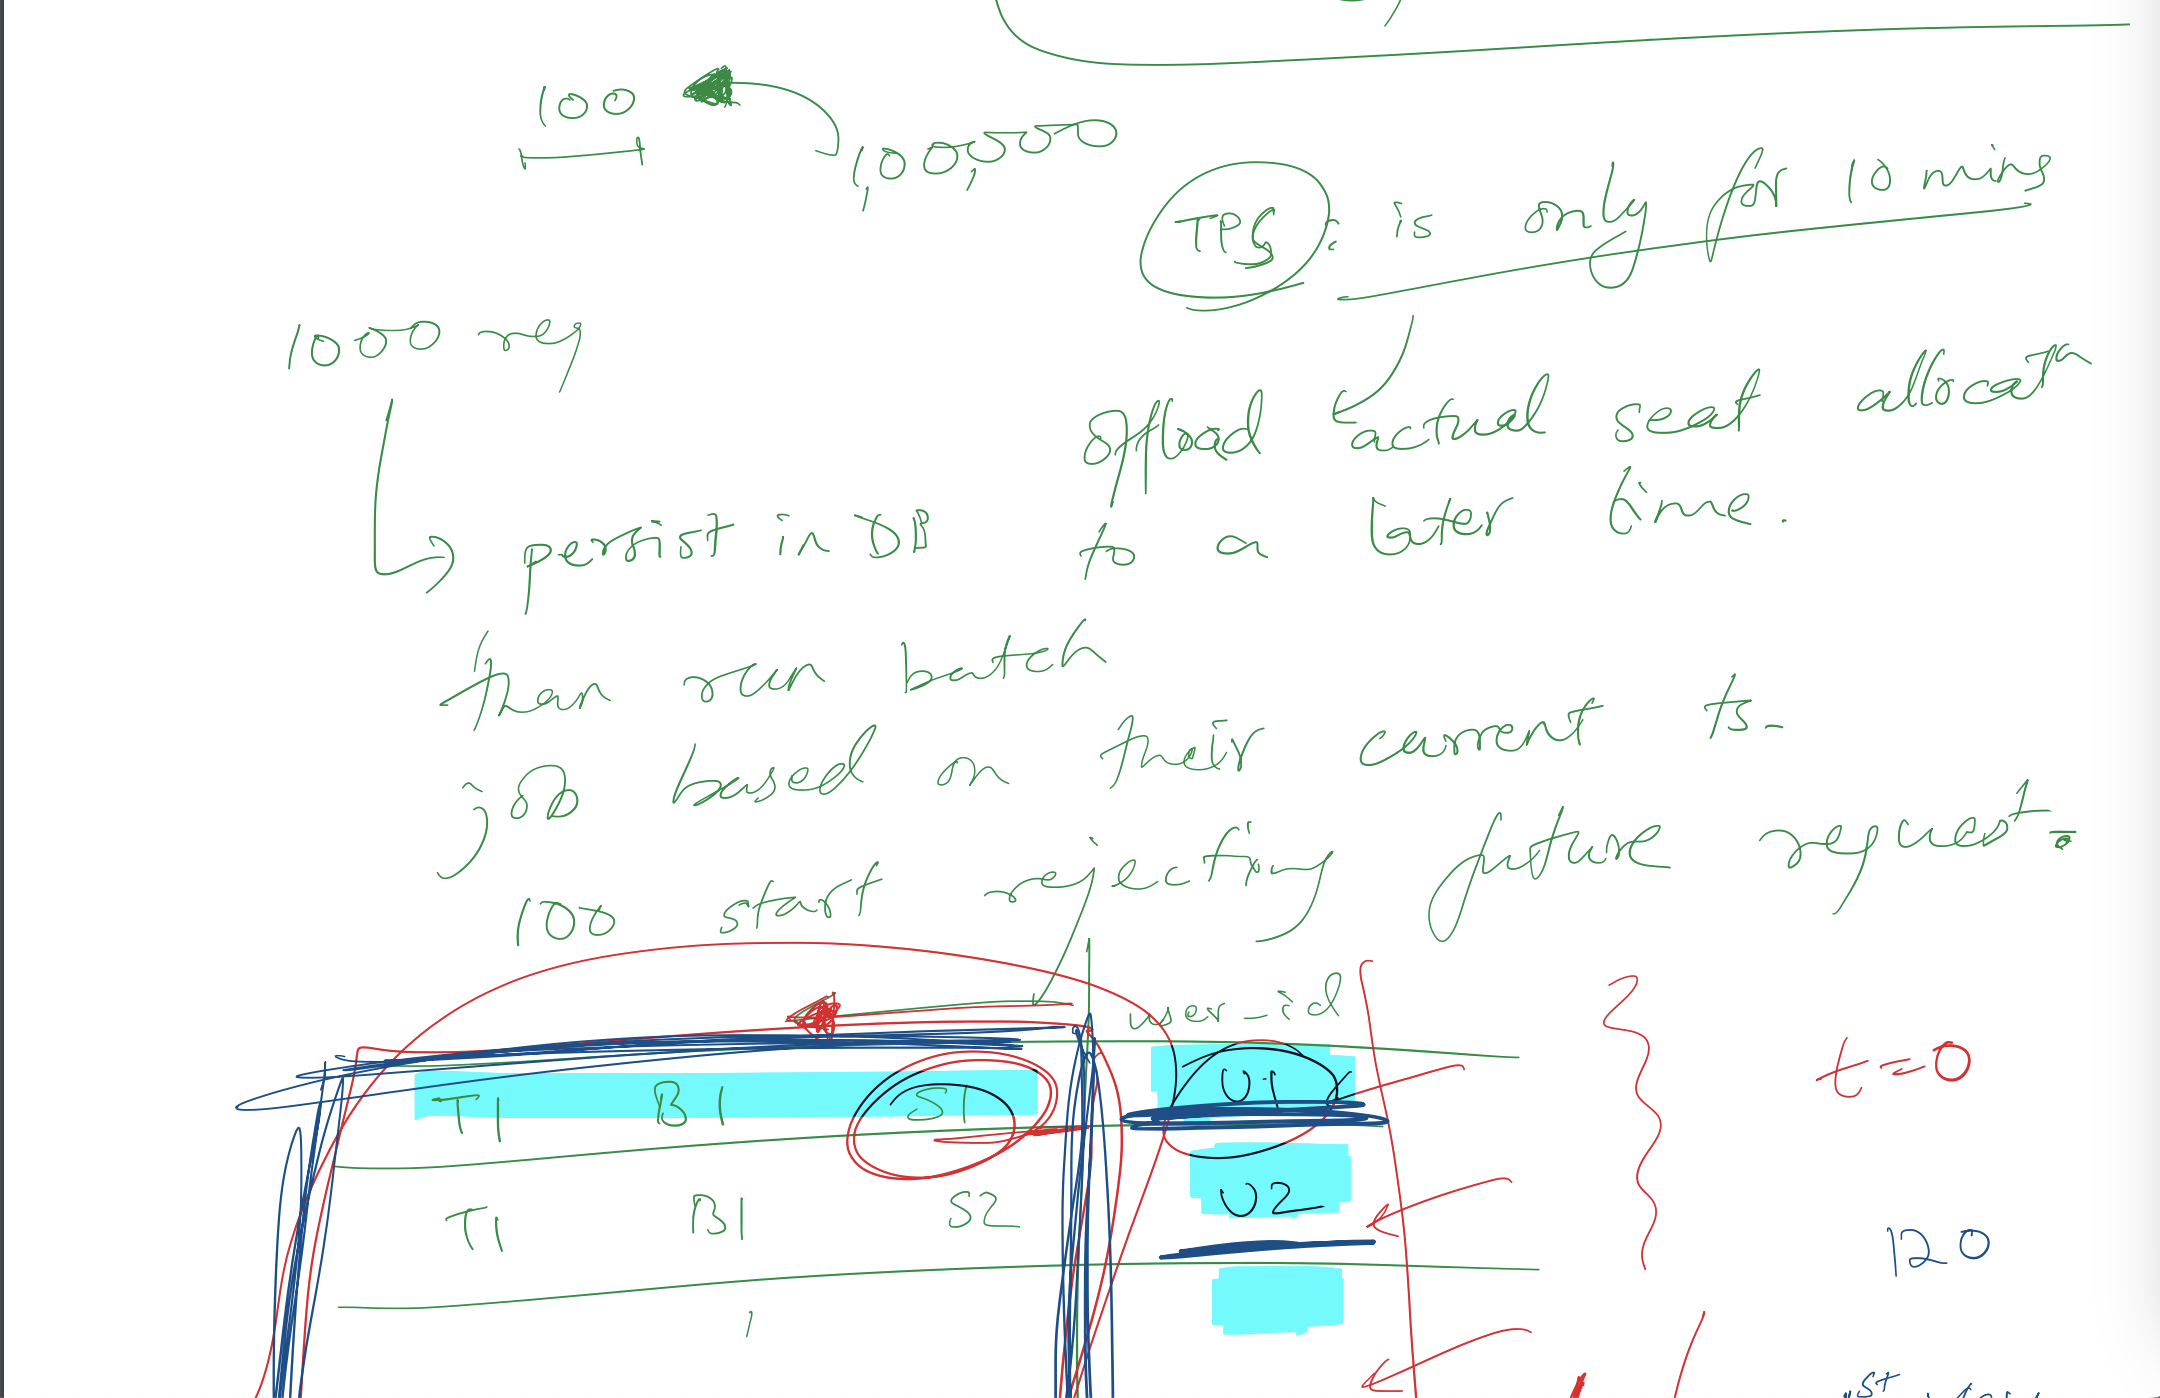 100
1,00,000
TPS : is only for 10 mins
1000 req
offload actual seat allocatn
persist in DB
to a later time.
than run batch
job based on their current ts.
100 start rejecting future request.
user_id
T1 B1 S1 U1
t=0
T1 B1 S2 U2
120